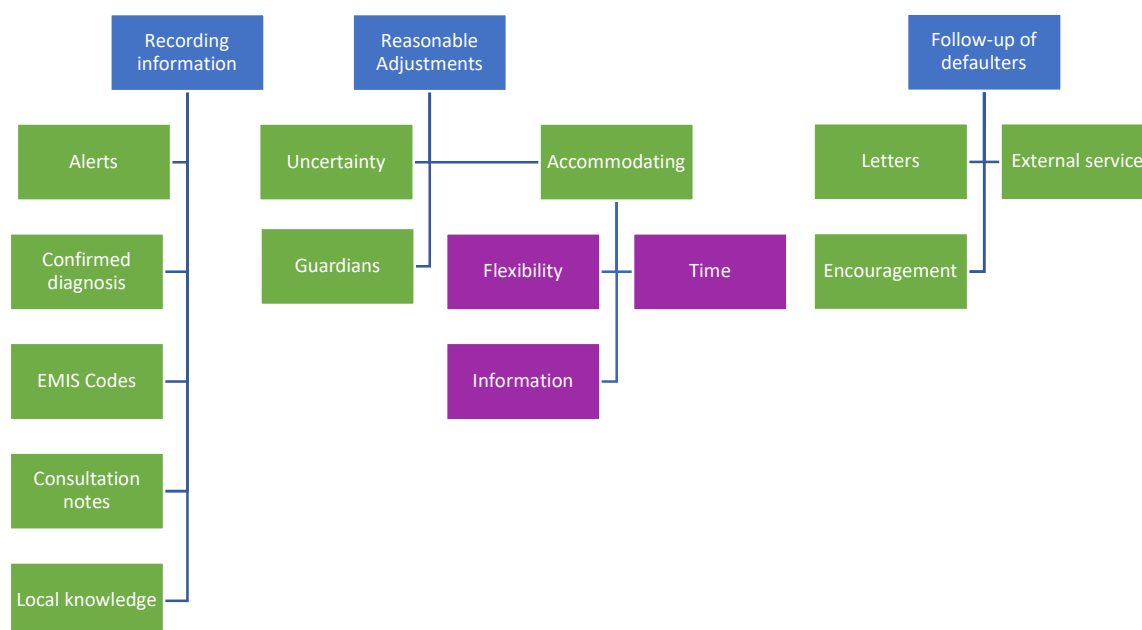 Recording
information
Reasonable
Adjustments
Follow-up of
defaulters
Alerts
Uncertainty
Accommodating
Letters
External service
Confirmed
diagnosis
Guardians
Flexibility
Time
Encouragement
EMIS Codes
Information
Consultation
notes
Local knowledge